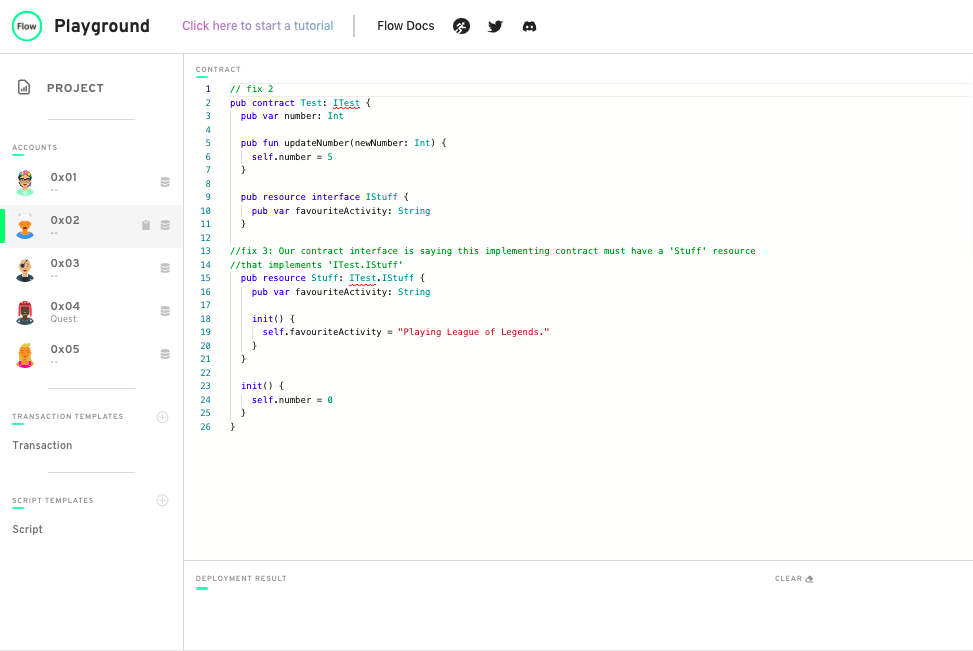 Flow Playground Click here to start a tutorial Flow Docs
PROJECT
ACCOUNTS
0x01
--
0x02
--
0x03
--
0x04
Quest
0x05
--
TRANSACTION TEMPLATES
Transaction
SCRIPT TEMPLATES
Script
CONTRACT
1 // fix 2
2 pub contract Test: ITest {
3 pub var number: Int
4
5 pub fun updateNumber(newNumber: Int) {
6 self.number = 5
7 }
8
9 pub resource interface IStuff {
10 pub var favouriteActivity: String
11 }
12
13 //fix 3: Our contract interface is saying this implementing contract must have a 'Stuff' resource
14 //that implements 'ITest.IStuff'
15 pub resource Stuff: ITest.IStuff {
16 pub var favouriteActivity: String
17
18 init() {
19 self.favouriteActivity = "Playing League of Legends."
20 }
21 }
22
23 init() {
24 self.number = 0
25 }
26 }
DEPLOYMENT RESULT CLEAR